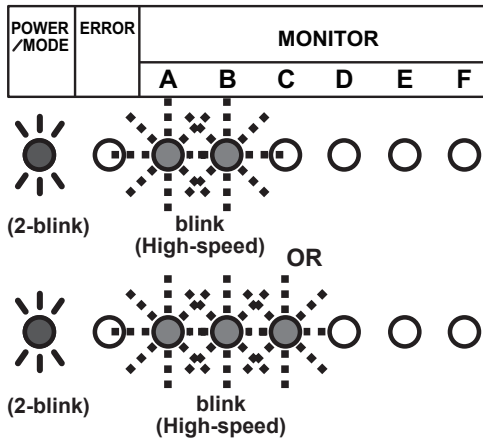 POWER
/MODE
ERROR
MONITOR
A B C D E F
(2-blink)
blink
(High-speed)
OR
(2-blink)
blink
(High-speed)